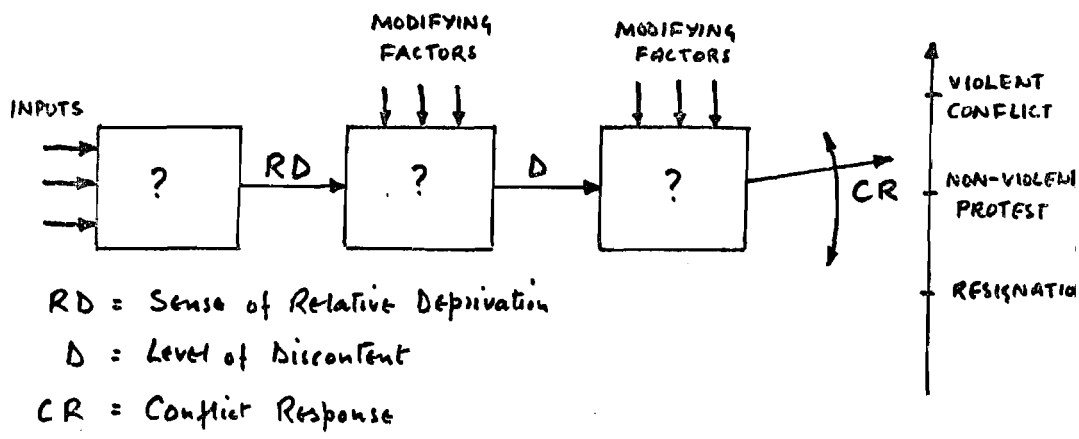 MODIFYING
FACTORS
MODIFYING
FACTORS
INPUTS
?
RD
?
D
?
CR
VIOLENT
CONFLICT
NON-VIOLENT
PROTEST
RESIGNATIO
RD = Sense of Relative Deprivation
D = Level of Discontent
CR = Conflict Response